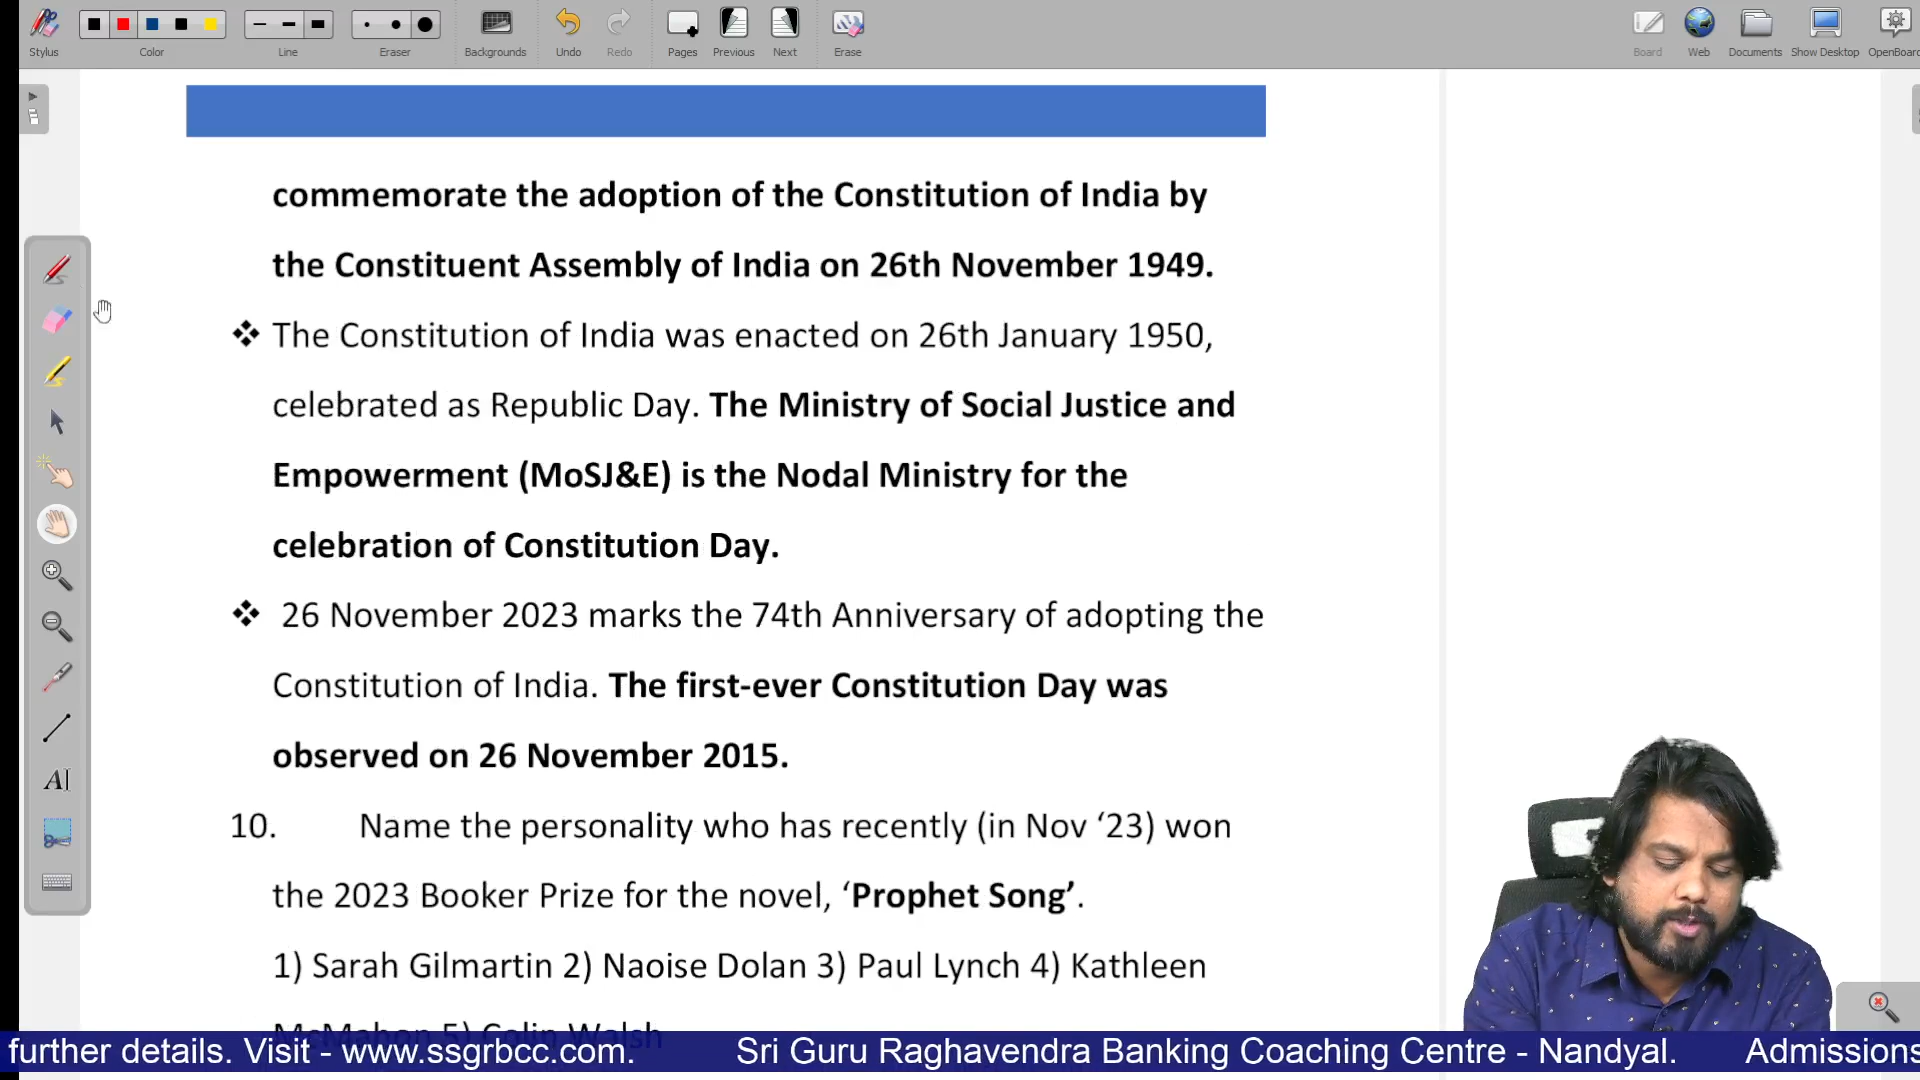 Stylus Color Line Eraser Backgrounds Undo Redo Pages Previous Next Erase Board Web Documents Show Desktop OpenBoard
commemorate the adoption of the Constitution of India by
the Constituent Assembly of India on 26th November 1949.
❖ The Constitution of India was enacted on 26th January 1950,
celebrated as Republic Day. The Ministry of Social Justice and
Empowerment (MoSJ&E) is the Nodal Ministry for the
celebration of Constitution Day.
❖ 26 November 2023 marks the 74th Anniversary of adopting the
Constitution of India. The first-ever Constitution Day was
observed on 26 November 2015.
10. Name the personality who has recently (in Nov ‘23) won
the 2023 Booker Prize for the novel, ‘Prophet Song’.
1) Sarah Gilmartin 2) Naoise Dolan 3) Paul Lynch 4) Kathleen
McMahon 5) Colin Walsh
further details. Visit - www.ssgrbcc.com. Sri Guru Raghavendra Banking Coaching Centre - Nandyal. Admissions